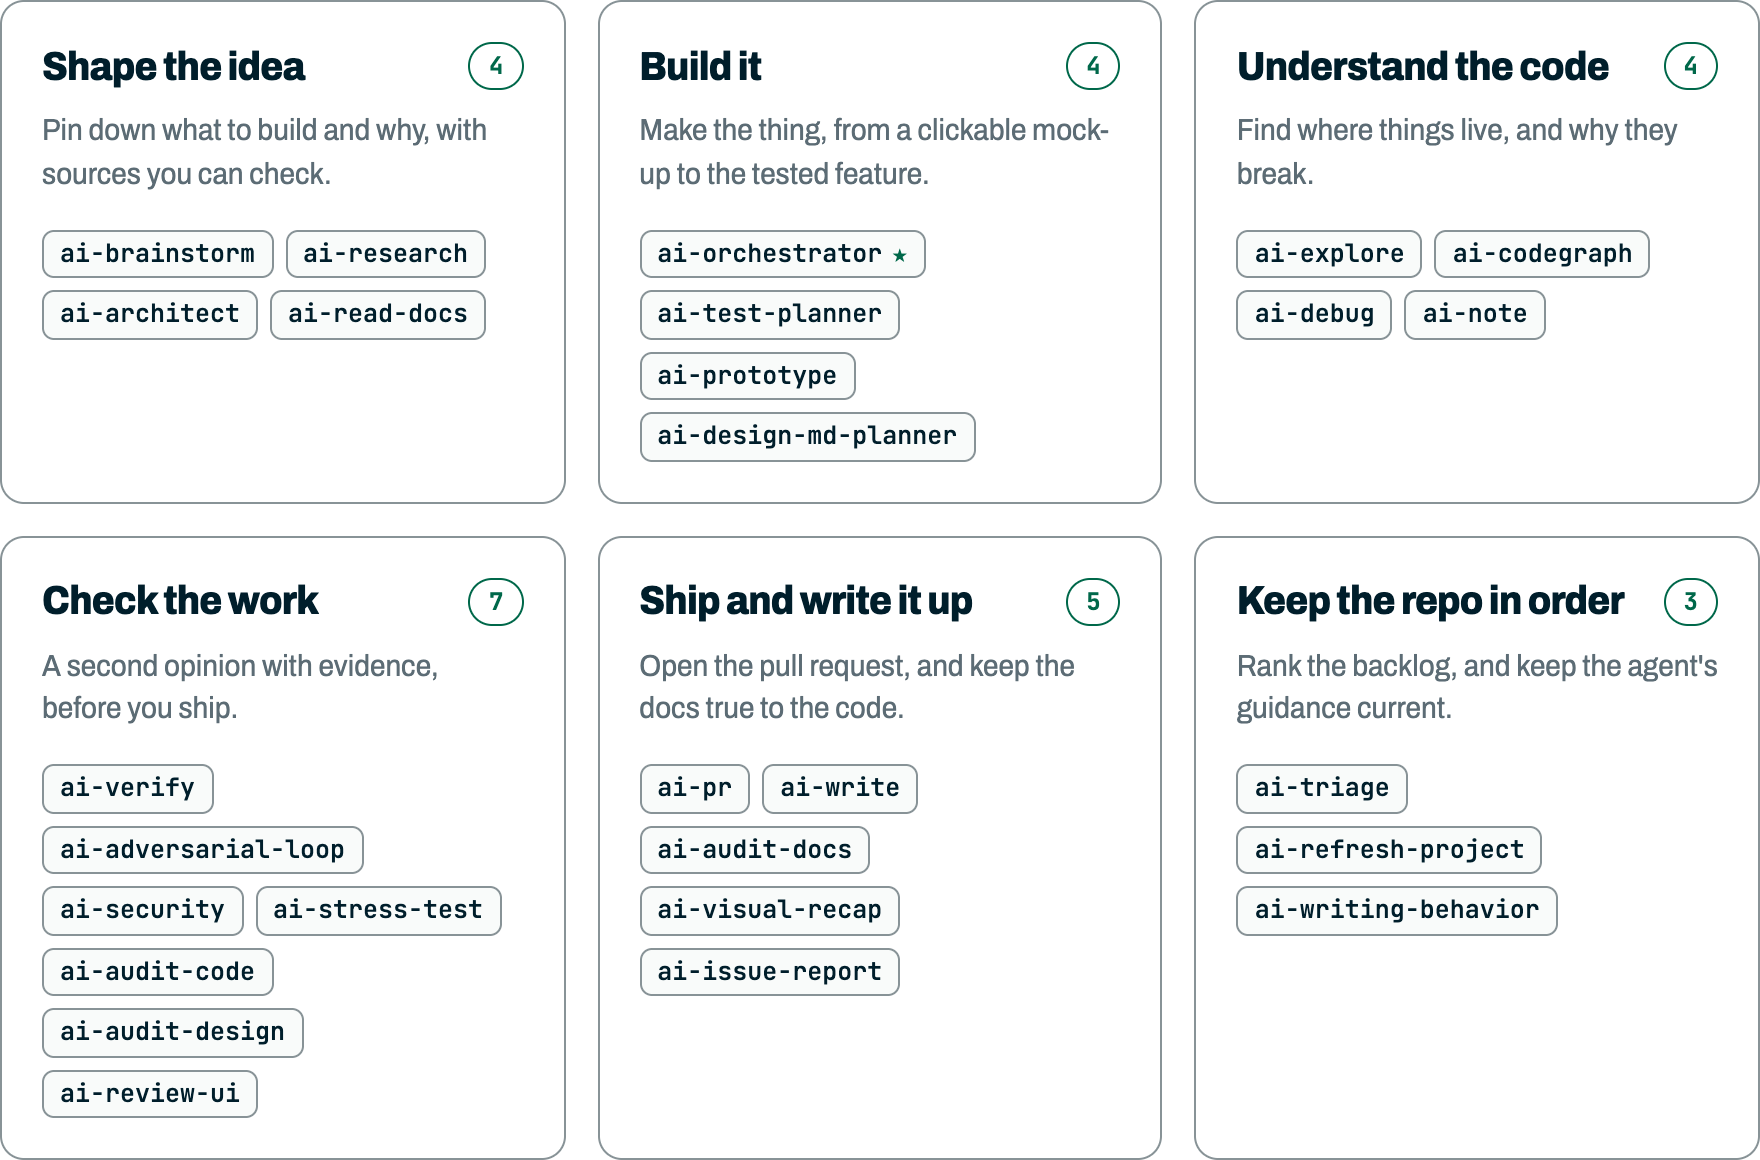 Shape the idea 4
Pin down what to build and why, with
sources you can check.
ai-brainstorm ai-research
ai-architect ai-read-docs
Build it 4
Make the thing, from a clickable mock-
up to the tested feature.
ai-orchestrator ★
ai-test-planner
ai-prototype
ai-design-md-planner
Understand the code 4
Find where things live, and why they
break.
ai-explore ai-codegraph
ai-debug ai-note
Check the work 7
A second opinion with evidence,
before you ship.
ai-verify
ai-adversarial-loop
ai-security ai-stress-test
ai-audit-code
ai-audit-design
ai-review-ui
Ship and write it up 5
Open the pull request, and keep the
docs true to the code.
ai-pr ai-write
ai-audit-docs
ai-visual-recap
ai-issue-report
Keep the repo in order 3
Rank the backlog, and keep the agent's
guidance current.
ai-triage
ai-refresh-project
ai-writing-behavior